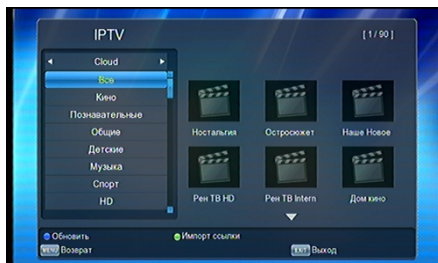 IPTV
[ 1 / 90 ]
Cloud
Все
Кино
Познавательные
Общие
Детские
Музыка
Спорт
HD
Ностальгия Остросюжет Наше Новое
Рен ТВ HD Рен ТВ Intern Дом кино
Обновить Импорт ссылки
MENU Возврат EXIT Выход